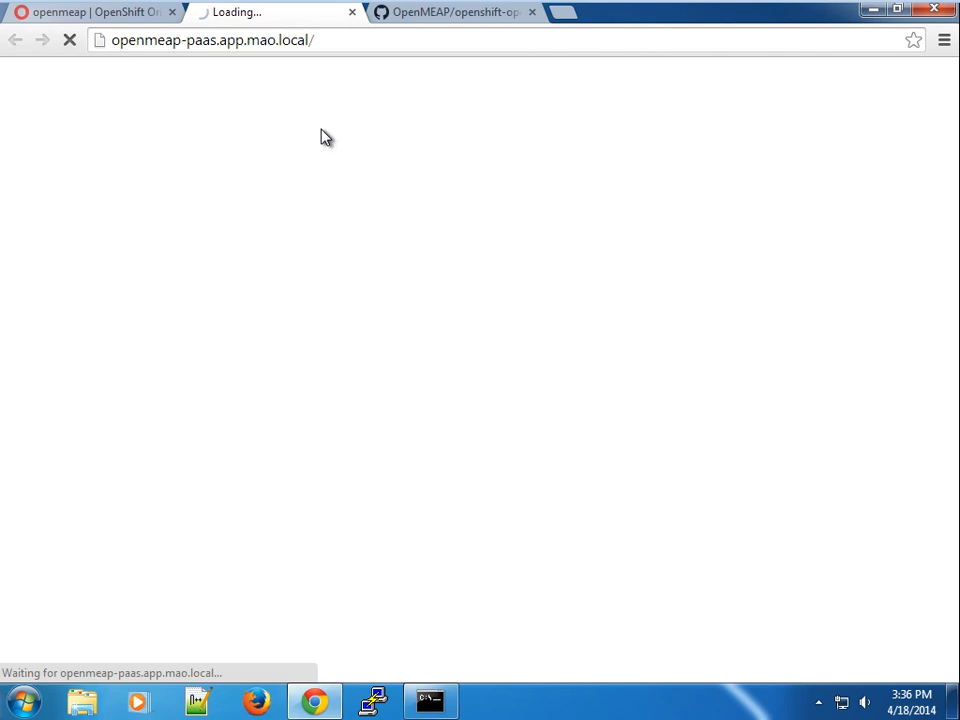 openmeap | OpenShift Ori
Loading...
OpenMEAP/openshift-op
openmeap-paas.app.mao.local/
Waiting for openmeap-paas.app.mao.local...
C:\
3:36 PM
4/18/2014